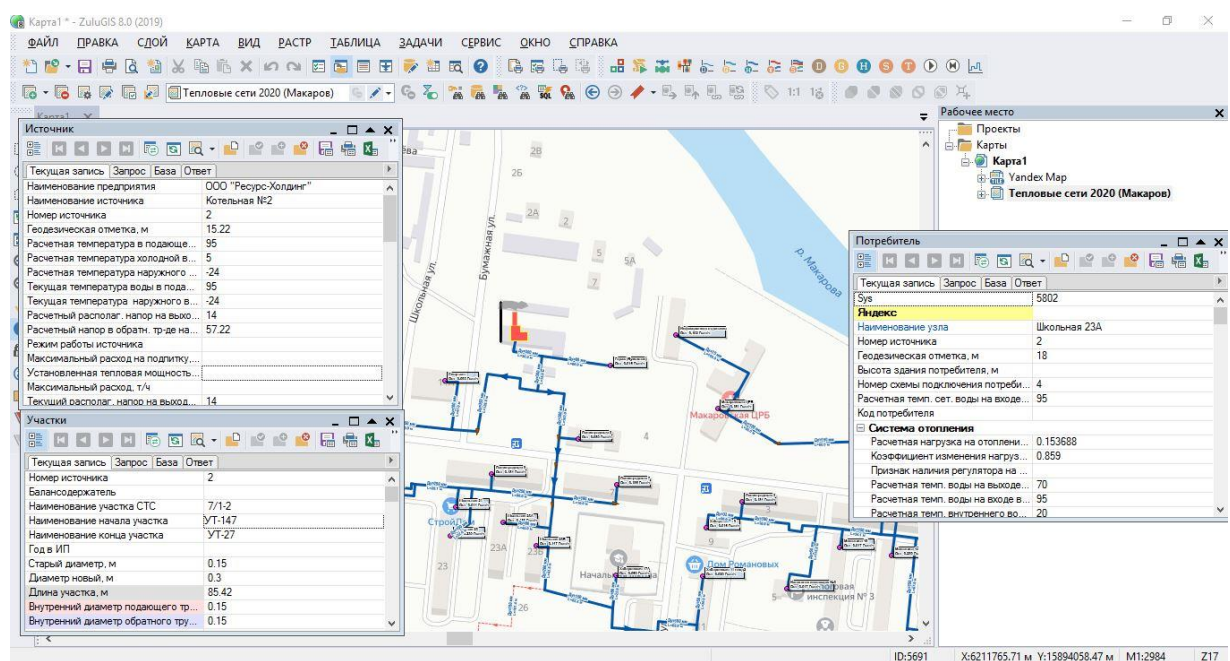 Карта1 * - ZuluGIS 8.0 (2019)
ФАЙЛ ПРАВКА СЛОЙ КАРТА ВИД РАСТР ТАБЛИЦА ЗАДАЧИ СЕРВИС ОКНО СПРАВКА
Тепловые сети 2020 (Макаров)
1:1
Карта1
Источник
Текущая запись Запрос База Ответ
Наименование предприятия ООО "Ресурс-Холдинг"
Наименование источника Котельная №2
Номер источника 2
Геодезическая отметка, м 15.22
Расчетная температура в подающе... 95
Расчетная температура холодной в... 5
Расчетная температура наружного ... -24
Текущая температура воды в пода... 95
Текущая температура наружного в... -24
Расчетный располаг. напор на выхо... 14
Расчетный напор в обратн. тр-де на... 57.22
Режим работы источника
Максимальный расход на подпитку,...
Установленная тепловая мощность...
Максимальный расход, т/ч
Текущий располаг. напор на выход... 14
Участки
Текущая запись Запрос База Ответ
Номер источника 2
Балансодержатель
Наименование участка СТС 7/1-2
Наименование начала участка УТ-147
Наименование конца участка УТ-27
Год в ИП
Старый диаметр, м 0.15
Диаметр новый, м 0.3
Длина участка, м 85.42
Внутренний диаметр подающего тр... 0.15
Внутренний диаметр обратного тру... 0.15
2B
26
2A
2
5
5A
7
Школьная ул.
Бумажная ул.
р. Макарова
Макаровская ЦРБ
4
3
9
23
23A
23Б
26
Дом Романовых
5
инспекция № 3
1
Рабочее место
Проекты
Карты
Карта1
Yandex Map
Тепловые сети 2020 (Макаров)
Потребитель
Текущая запись Запрос База Ответ
Sys 5802
Яндекс
Наименование узла Школьная 23А
Номер источника 2
Геодезическая отметка, м 18
Высота здания потребителя, м
Номер схемы подключения потреби... 4
Расчетная темп. сет. воды на входе... 95
Код потребителя
Система отопления
Расчетная нагрузка на отоплени... 0.153688
Коэффициент изменения нагруз... 0.859
Признак наличия регулятора на ...
Расчетная темп. воды на выходе... 70
Расчетная темп. воды на входе в... 95
Расчетная темп. внутреннего во... 20
ID:5691 X:6211765.71 м Y:15894058.47 м M1:2984 Z17